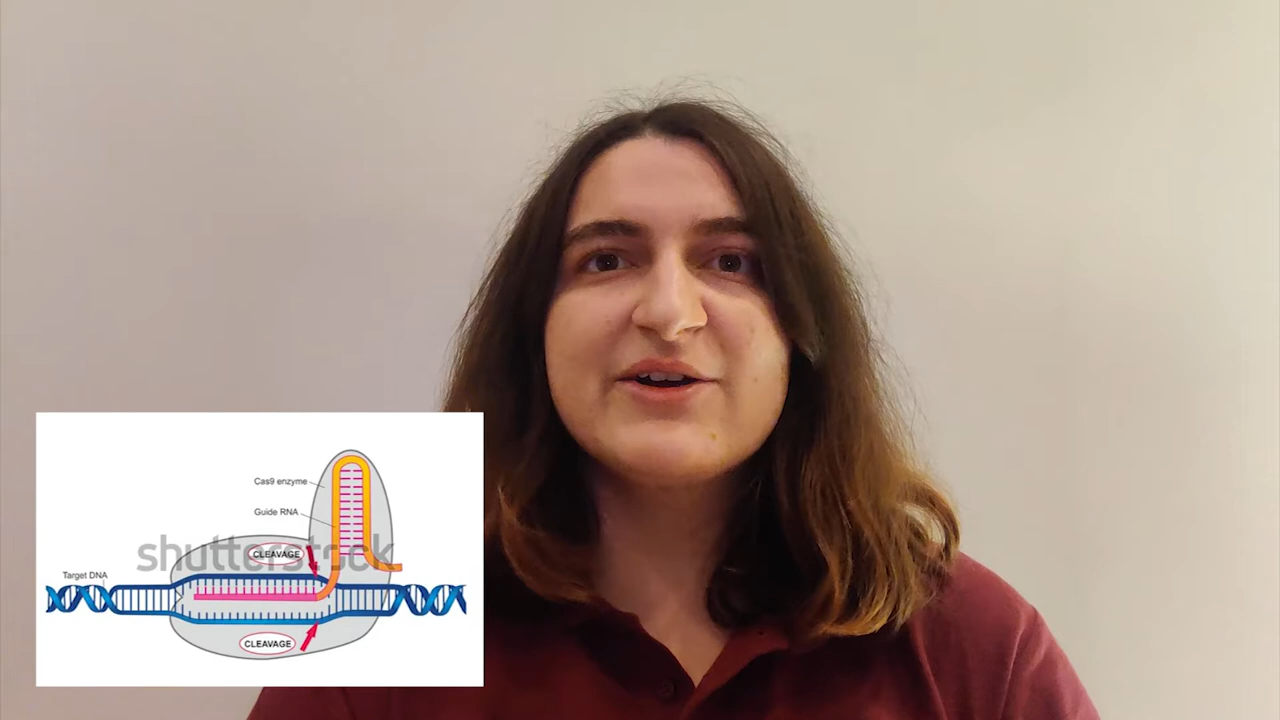 Cas9 enzyme
Guide RNA
shutterstock
CLEAVAGE
Target DNA
CLEAVAGE